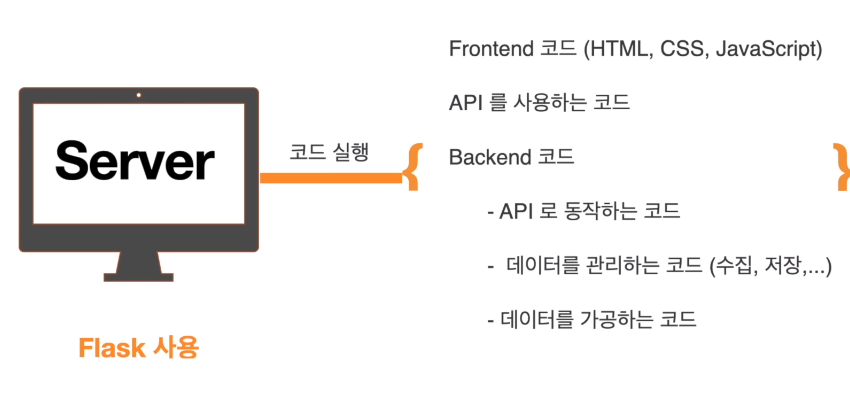 Server
Flask 사용
코드 실행
{
Frontend 코드 (HTML, CSS, JavaScript)
API 를 사용하는 코드
Backend 코드
- API 로 동작하는 코드
- 데이터를 관리하는 코드 (수집, 저장,...)
- 데이터를 가공하는 코드
}